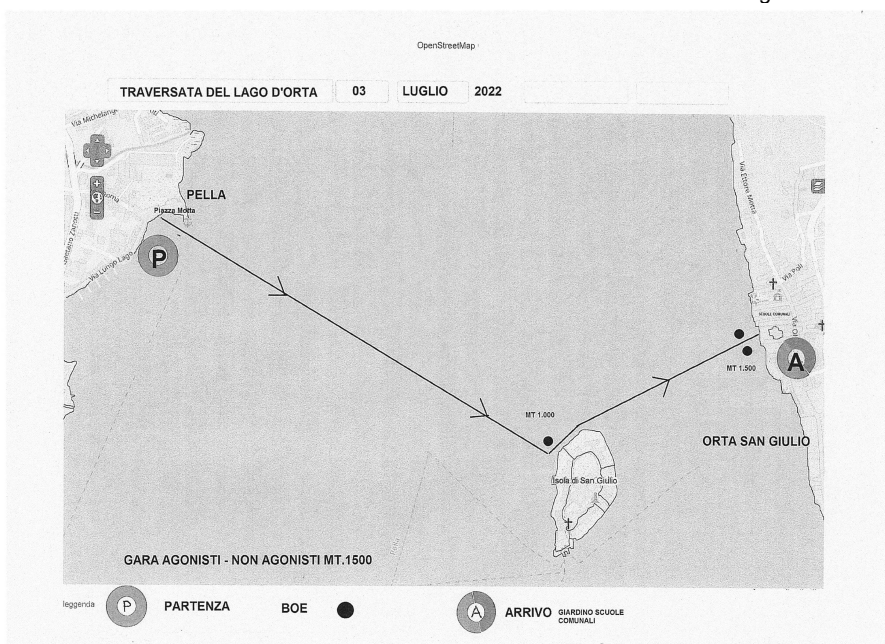 OpenStreetMap
TRAVERSATA DEL LAGO D'ORTA 03 LUGLIO 2022
Via Michelange
PELLA
Piazza Motta
Via Lungo Lago
P
Via Ettore Motta
Via Poli
SCUOLE COMUNALI
MT 1.500
A
MT 1.000
ORTA SAN GIULIO
Isola di San Giulio
GARA AGONISTI - NON AGONISTI MT.1500
leggenda P PARTENZA BOE A ARRIVO GIARDINO SCUOLE
COMUNALI